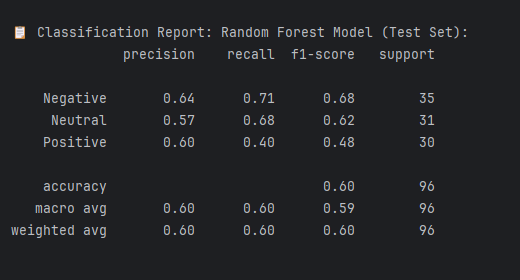 📋 Classification Report: Random Forest Model (Test Set):
precision recall f1-score support
Negative 0.64 0.71 0.68 35
Neutral 0.57 0.68 0.62 31
Positive 0.60 0.40 0.48 30
accuracy 0.60 96
macro avg 0.60 0.60 0.59 96
weighted avg 0.60 0.60 0.60 96